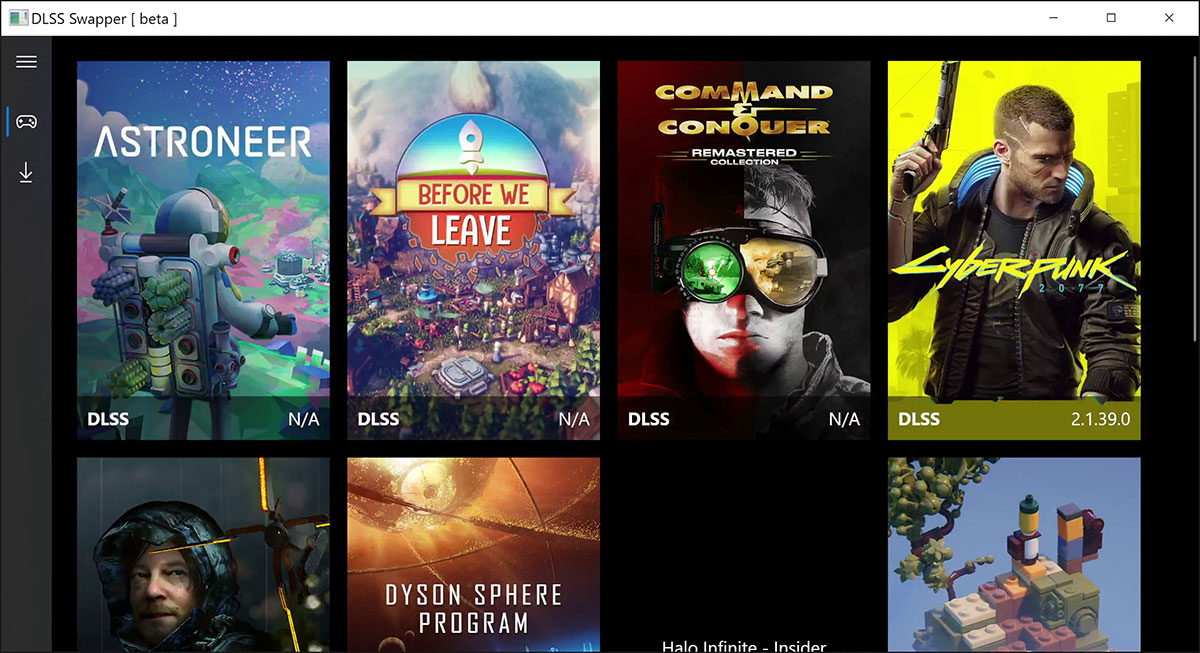 DLSS Swapper [ beta ]
ASTRONEER
DLSS N/A
BEFORE WE
LEAVE
DLSS N/A
COMMAND
&
CONQUER
REMASTERED
COLLECTION
DLSS N/A
CYBERPUNK
2077
DLSS 2.1.39.0
DYSON SPHERE
PROGRAM
Halo Infinite - Insider